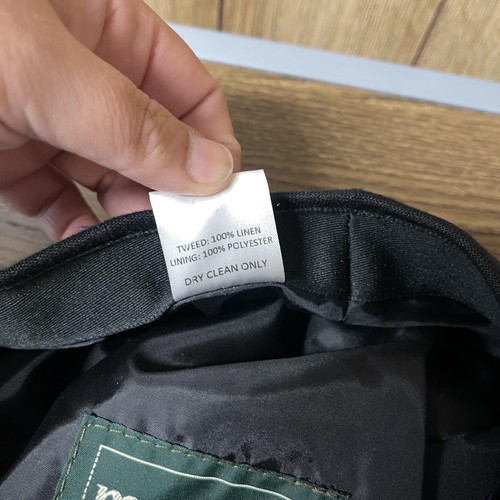 TWEED: 100% LINEN
LINING: 100% POLYESTER
DRY CLEAN ONLY